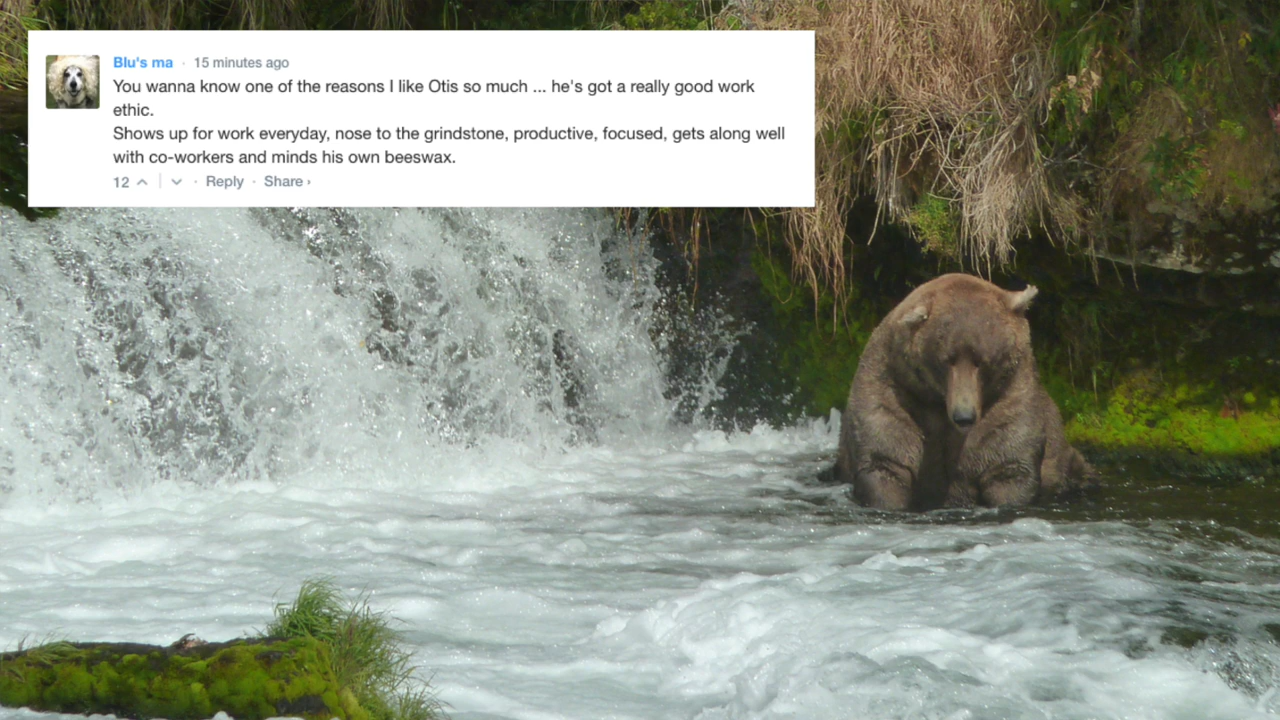 Blu's ma · 15 minutes ago
You wanna know one of the reasons I like Otis so much ... he's got a really good work
ethic.
Shows up for work everyday, nose to the grindstone, productive, focused, gets along well
with co-workers and minds his own beeswax.
12 · Reply · Share ›